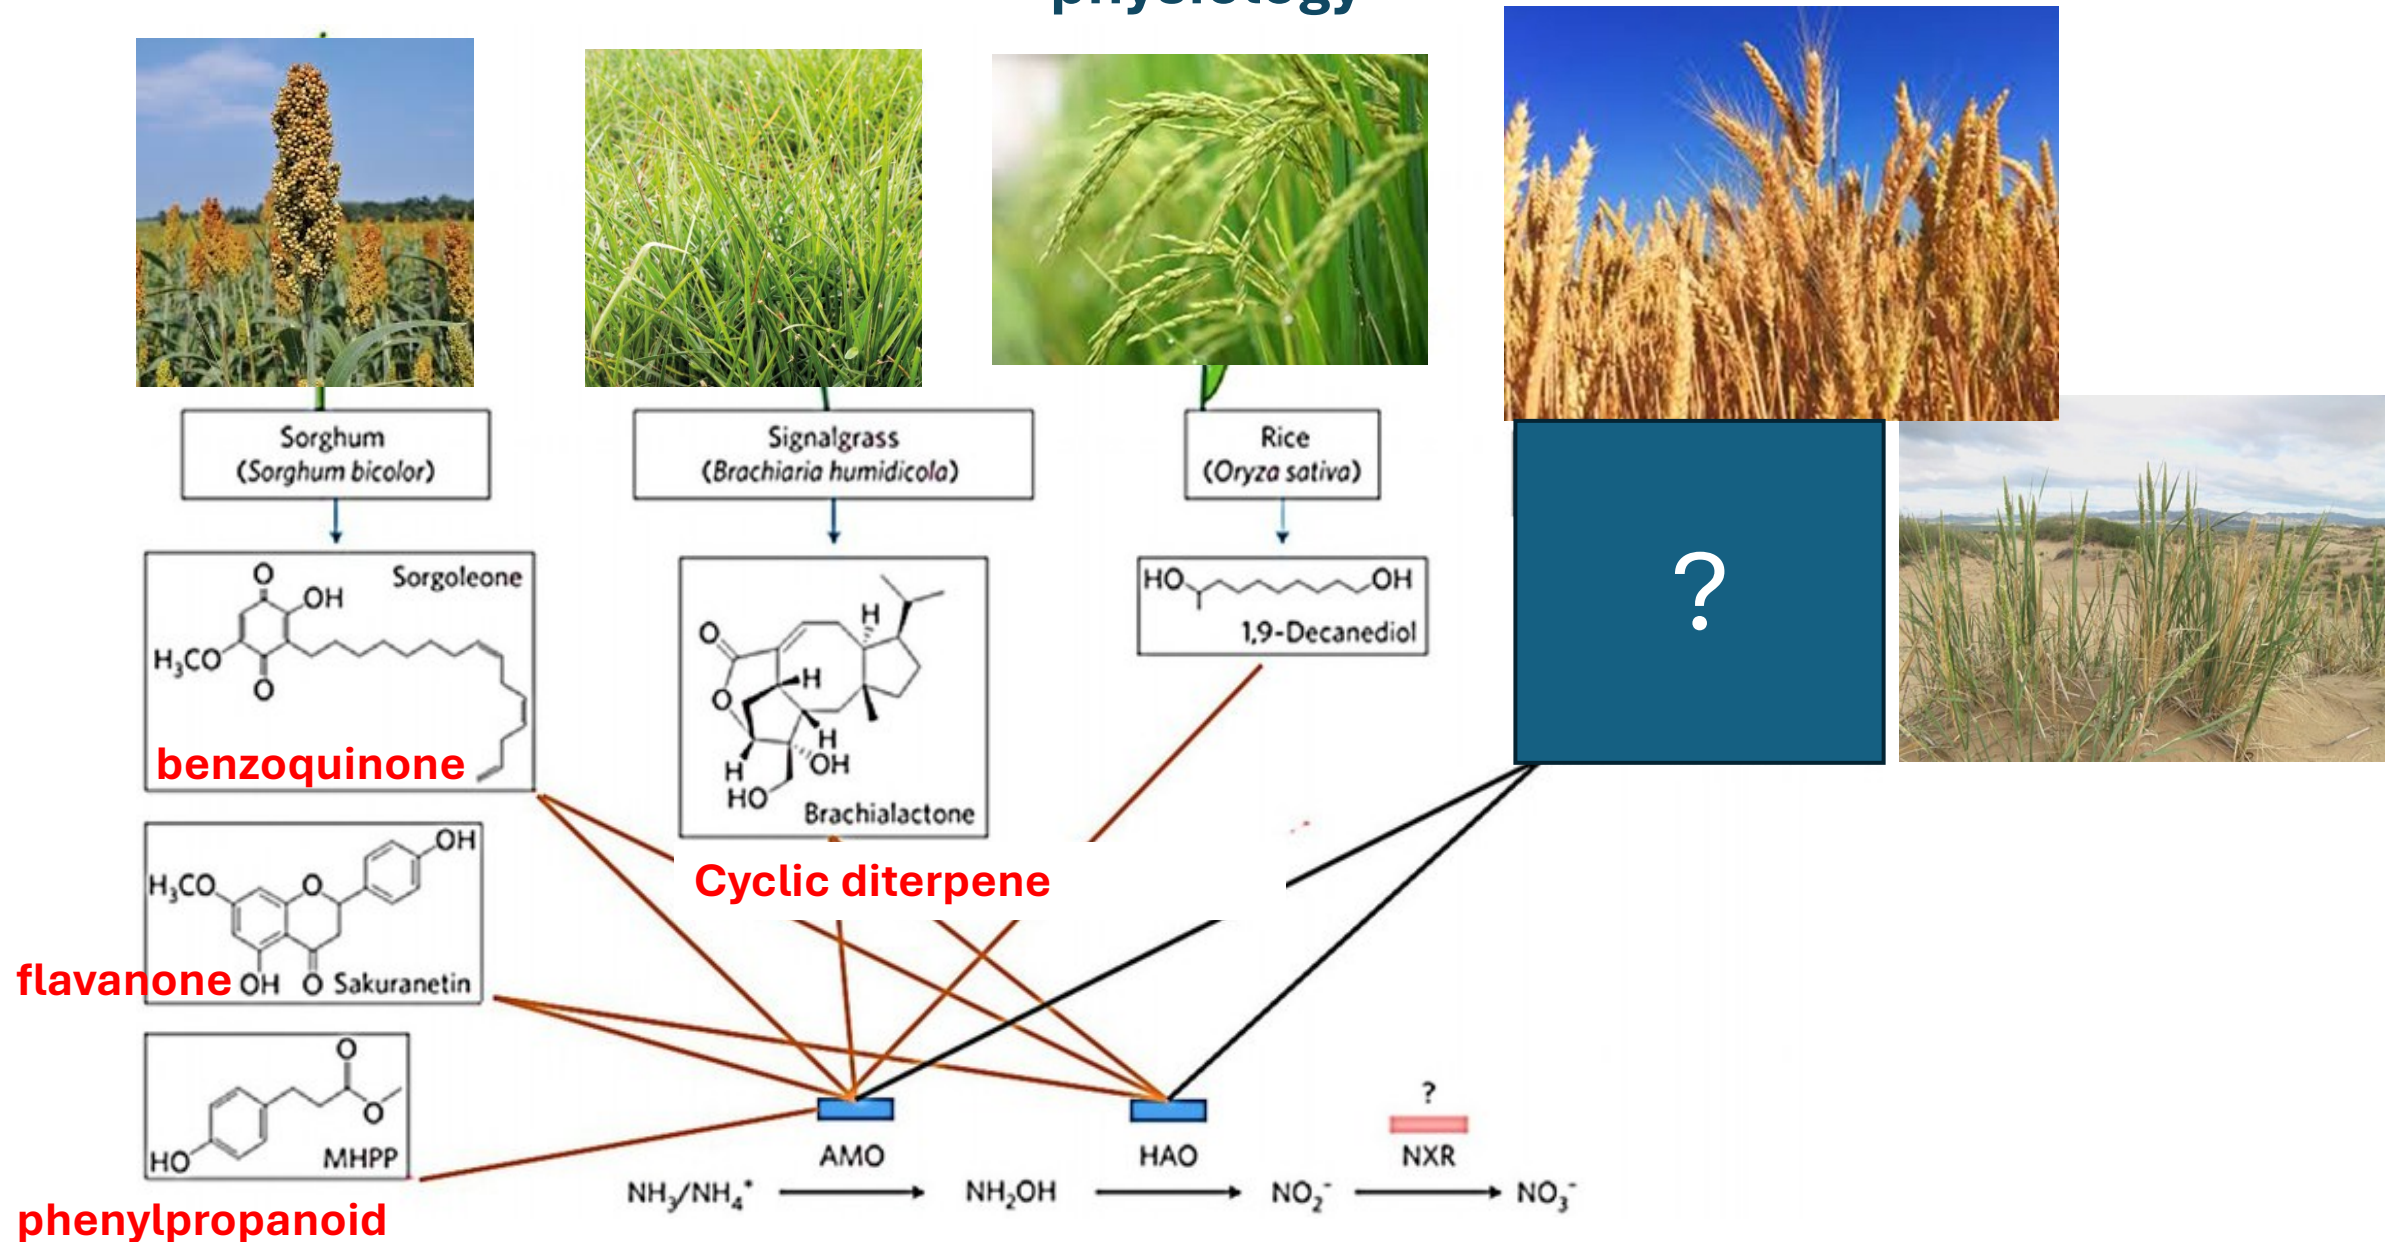 physiology
Sorghum
(Sorghum bicolor)
Signalgrass
(Brachiaria humidicola)
Rice
(Oryza sativa)
?
O
OH
Sorgoleone
H₃CO
O
benzoquinone
O
O
H
H
H
H
OH
HO
Brachialactone
HO
OH
1,9-Decanediol
Cyclic diterpene
OH
H₃CO
O
flavanone
OH
O
Sakuranetin
O
O
HO
MHPP
phenylpropanoid
?
AMO
HAO
NXR
NH₃/NH₄⁺
NH₂OH
NO₂⁻
NO₃⁻